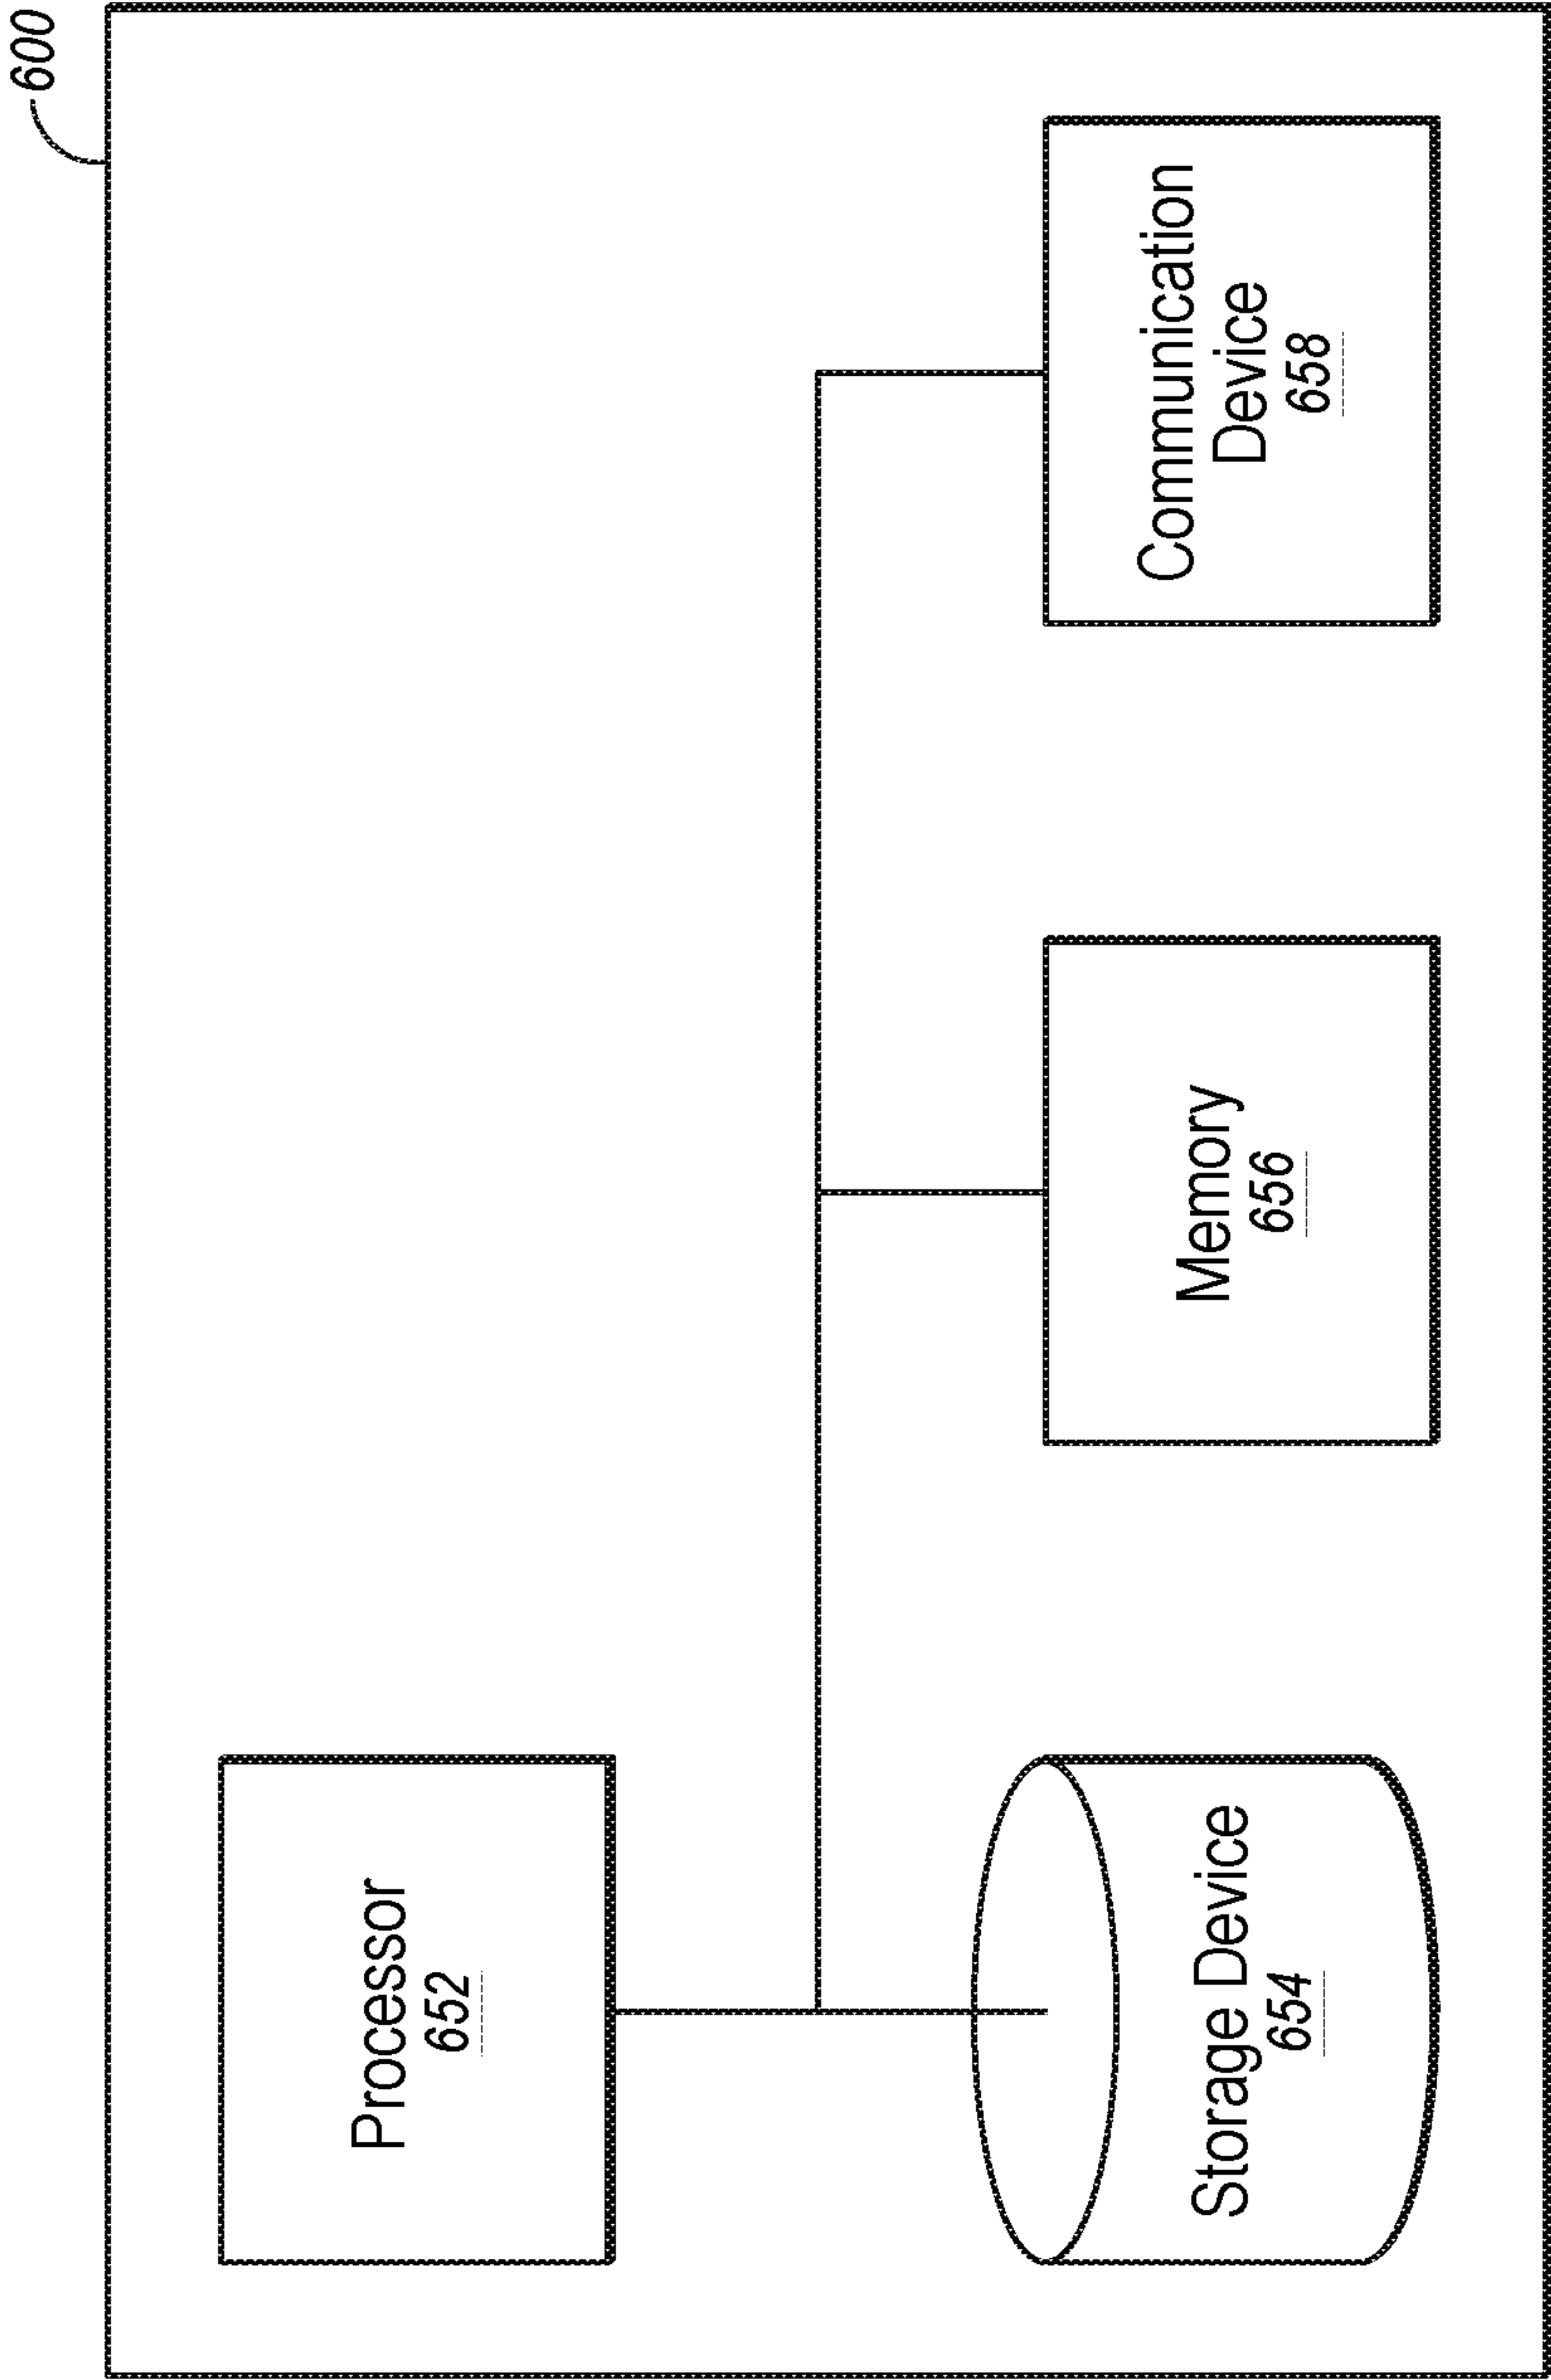 600
Processor
652
Storage Device
654
Memory
656
Communication
Device
658